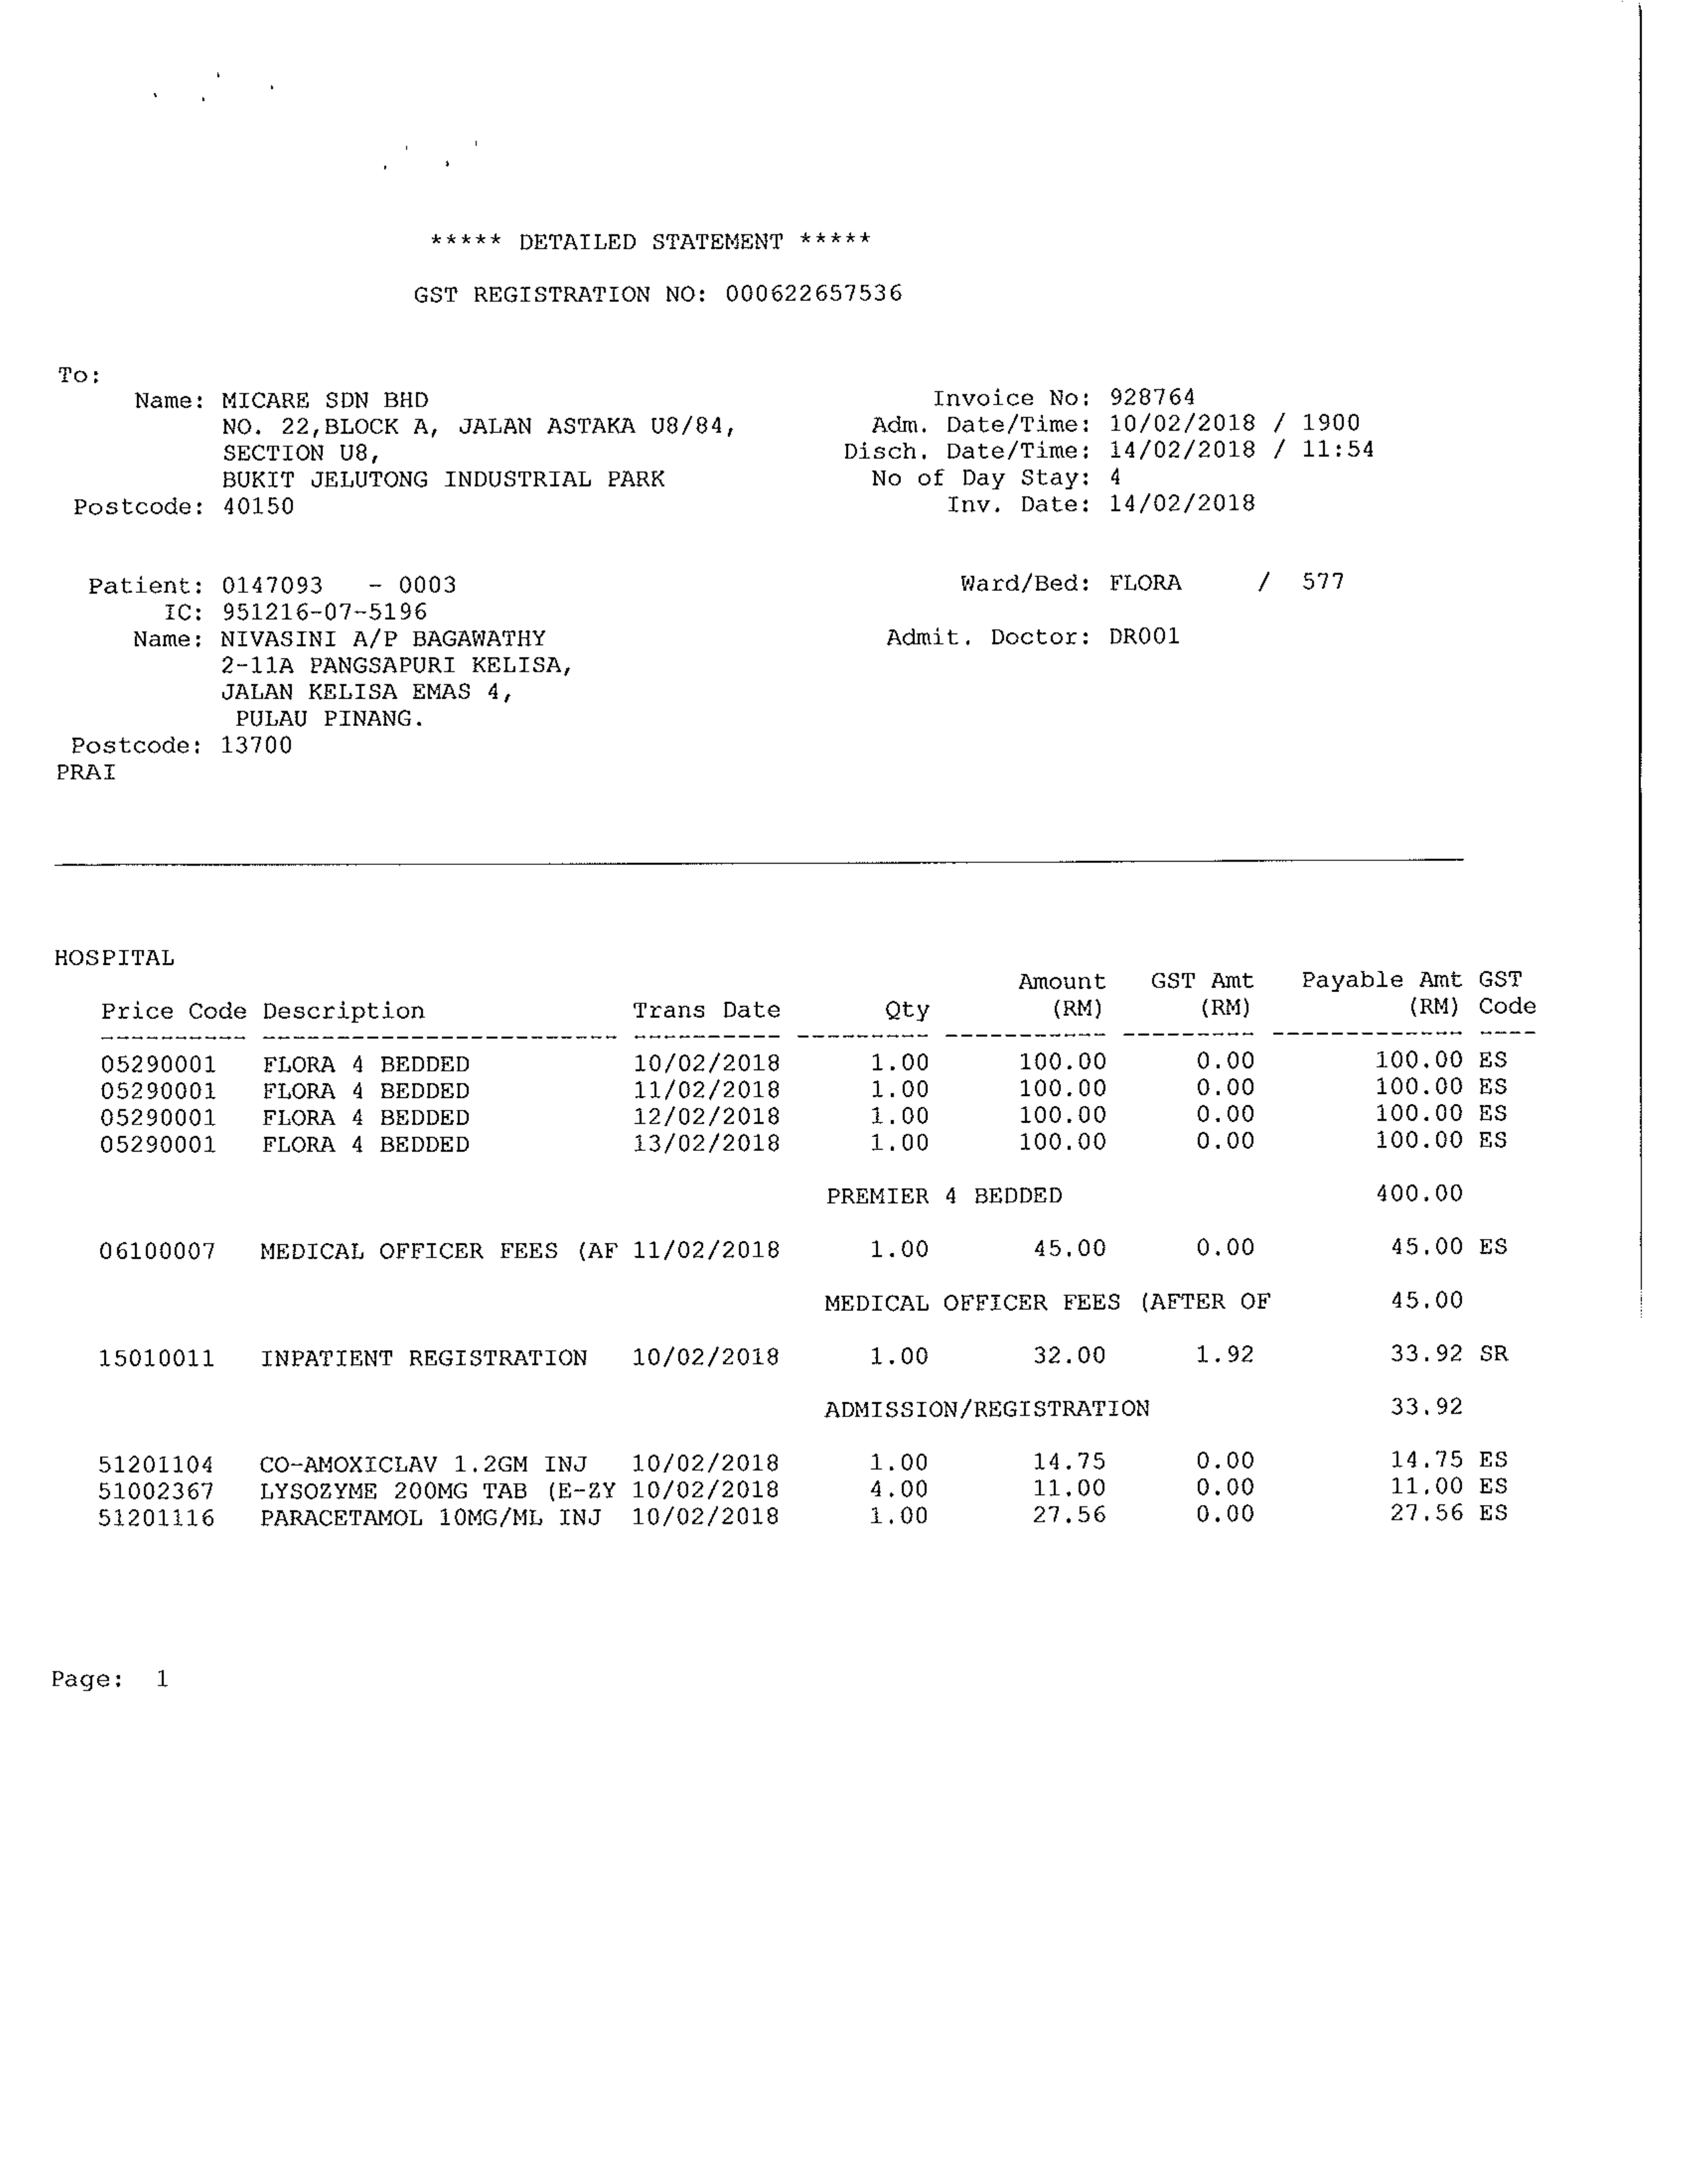 ***** DETAILED STATEMENT *****
GST REGISTRATION NO: 000622657536
To:
Name: MICARE SDN BHD
NO. 22,BLOCK A, JALAN ASTAKA U8/84,
SECTION U8,
BUKIT JELUTONG INDUSTRIAL PARK
Postcode: 40150
Invoice No: 928764
Adm. Date/Time: 10/02/2018 / 1900
Disch. Date/Time: 14/02/2018 / 11:54
No of Day Stay: 4
Inv. Date: 14/02/2018
Patient: 0147093 - 0003
IC: 951216-07-5196
Name: NIVASINI A/P BAGAWATHY
2-11A PANGSAPURI KELISA,
JALAN KELISA EMAS 4,
PULAU PINANG.
Postcode: 13700
PRAI
Ward/Bed: FLORA / 577
Admit. Doctor: DR001
HOSPITAL
Amount GST Amt Payable Amt GST
Price Code Description Trans Date Qty (RM) (RM) (RM) Code
05290001 FLORA 4 BEDDED 10/02/2018 1.00 100.00 0.00 100.00 ES
05290001 FLORA 4 BEDDED 11/02/2018 1.00 100.00 0.00 100.00 ES
05290001 FLORA 4 BEDDED 12/02/2018 1.00 100.00 0.00 100.00 ES
05290001 FLORA 4 BEDDED 13/02/2018 1.00 100.00 0.00 100.00 ES
PREMIER 4 BEDDED 400.00
06100007 MEDICAL OFFICER FEES (AF 11/02/2018 1.00 45.00 0.00 45.00 ES
MEDICAL OFFICER FEES (AFTER OF 45.00
15010011 INPATIENT REGISTRATION 10/02/2018 1.00 32.00 1.92 33.92 SR
ADMISSION/REGISTRATION 33.92
51201104 CO-AMOXICLAV 1.2GM INJ 10/02/2018 1.00 14.75 0.00 14.75 ES
51002367 LYSOZYME 200MG TAB (E-ZY 10/02/2018 4.00 11.00 0.00 11.00 ES
51201116 PARACETAMOL 10MG/ML INJ 10/02/2018 1.00 27.56 0.00 27.56 ES
Page: 1